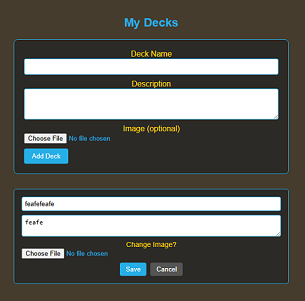 My Decks
Deck Name
Description
Image (optional)
Choose File No file chosen
Add Deck
feafefeafe
feafe
Change Image?
Choose File No file chosen
Save Cancel